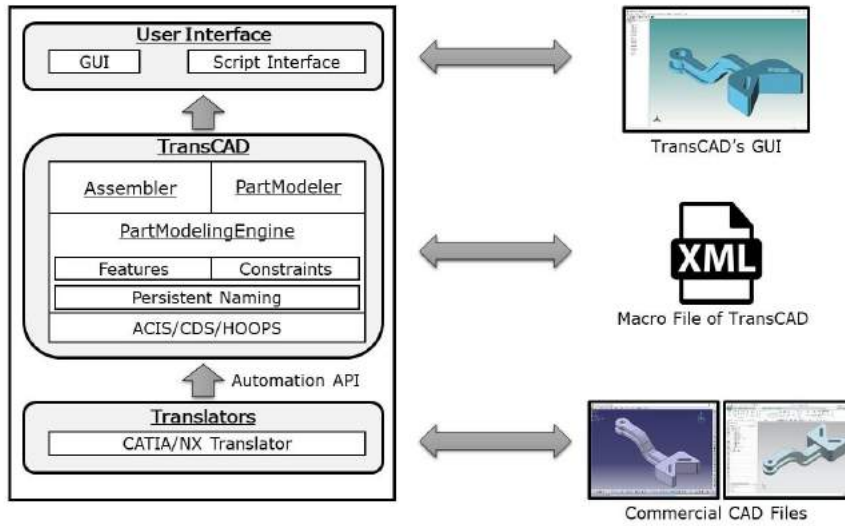 User Interface
GUI
Script Interface
TransCAD's GUI
TransCAD
Assembler
PartModeler
PartModelingEngine
Features
Constraints
Persistent Naming
ACIS/CDS/HOOPS
XML
Macro File of TransCAD
Automation API
Translators
CATIA/NX Translator
Commercial CAD Files